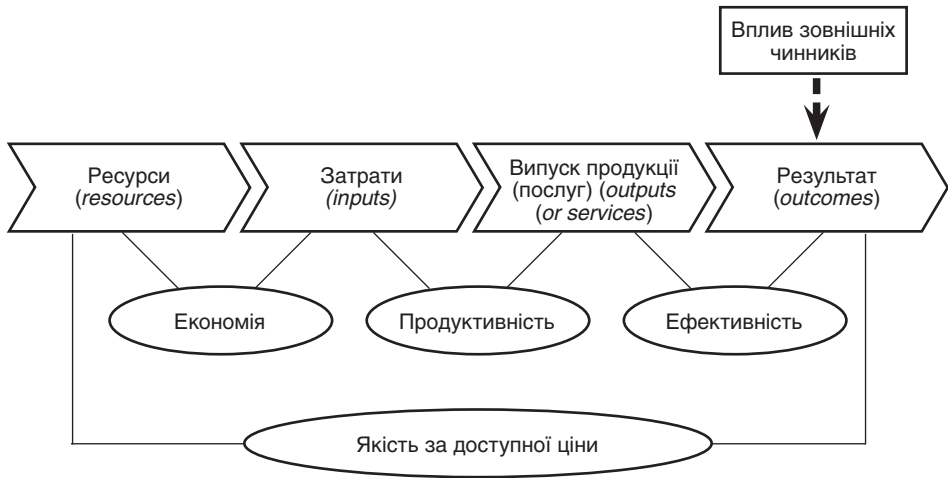 Вплив зовнішніх
чинників
Ресурси
(resources)
Затрати
(inputs)
Випуск продукції
(послуг) (outputs
(or services)
Результат
(outcomes)
Економія
Продуктивність
Ефективність
Якість за доступної ціни